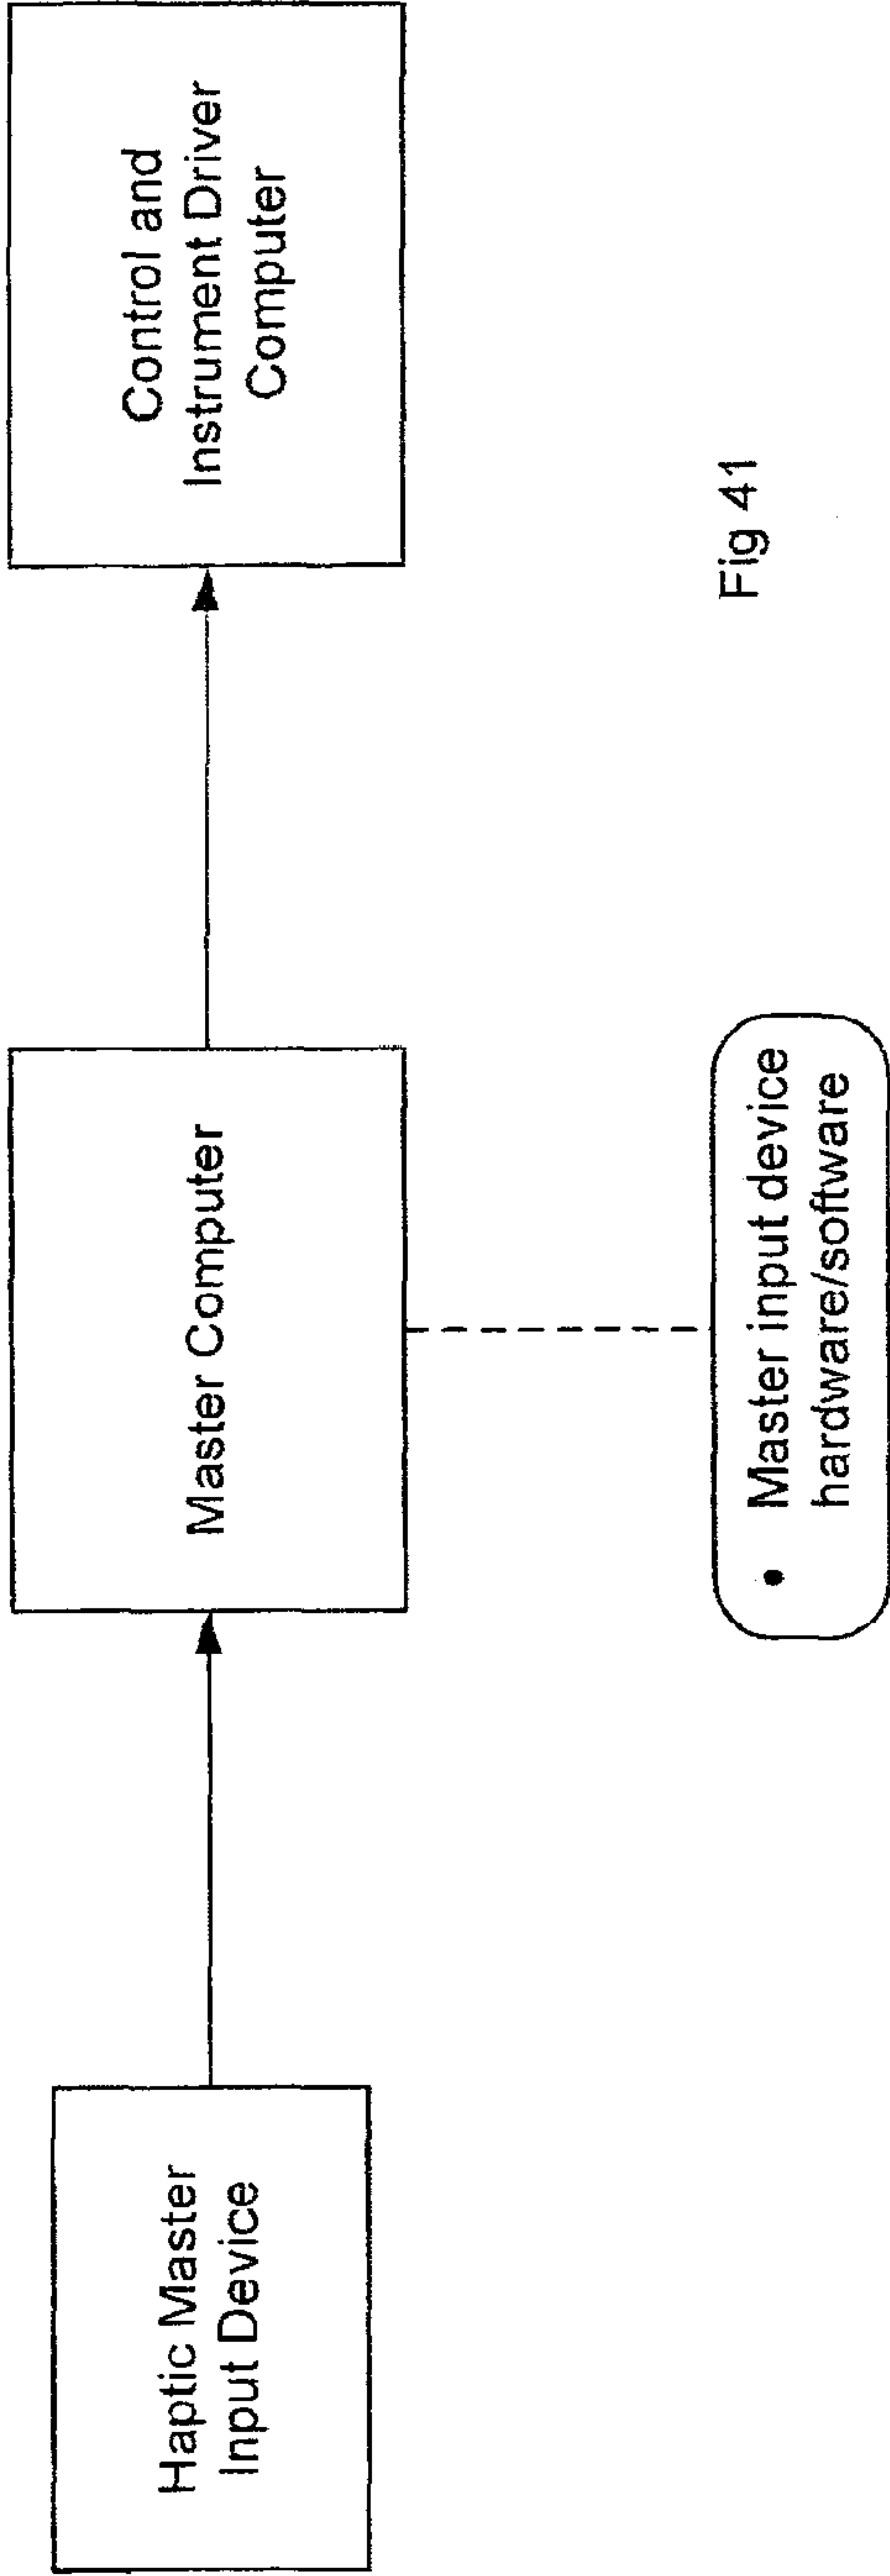 Haptic Master
Input Device
Master Computer
Control and
Instrument Driver
Computer
• Master input device
hardware/software
Fig 41